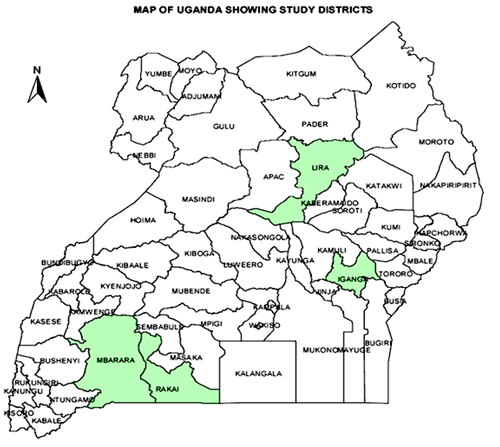 MAP OF UGANDA SHOWING STUDY DISTRICTS
N
YUMBE
MOYO
ADJUMANI
KITGUM
KOTIDO
ARUA
GULU
PADER
NEBBI
MOROTO
APAC
LIRA
KATAKWI
NAKAPIRIPIRIT
MASINDI
KABERAMAIDO
SOROTI
HOIMA
KUMI
KAPCHORWA
NAKASONGOLA
KAMULI
PALLISA
SIRONKO
BUNDIBUGYO
KIBAALE
KIBOGA
LUWEERO
KAYUNGA
MBALE
IGANGA
TORORO
KABAROLE
KYENJOJO
MUBENDE
JINJA
BUSIA
KAMWENGE
KAMPALA
KASESE
SEMBABULE
MPIGI
WAKISO
BUGIRI
MUKONO
MAYUGE
BUSHENYI
MBARARA
MASAKA
KALANGALA
RUKUNGIRI
KANUNGU
RAKAI
NTUNGAMO
KISORO
KABALE